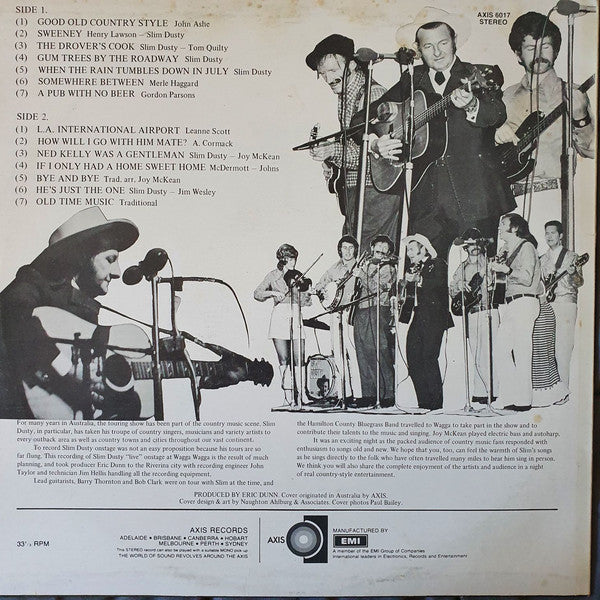 SIDE 1.
(1) GOOD OLD COUNTRY STYLE John Ashe
(2) SWEENEY Henry Lawson — Slim Dusty
(3) THE DROVER'S COOK Slim Dusty — Tom Quilty
(4) GUM TREES BY THE ROADWAY Slim Dusty
(5) WHEN THE RAIN TUMBLES DOWN IN JULY Slim Dusty
(6) SOMEWHERE BETWEEN Merle Haggard
(7) A PUB WITH NO BEER Gordon Parsons
AXIS 6017
STEREO
SIDE 2.
(1) L.A. INTERNATIONAL AIRPORT Leanne Scott
(2) HOW WILL I GO WITH HIM MATE? A. Cormack
(3) NED KELLY WAS A GENTLEMAN Slim Dusty — Joy McKean
(4) IF I ONLY HAD A HOME SWEET HOME McDermott — Johns
(5) BYE AND BYE Trad. arr. Joy McKean
(6) HE'S JUST THE ONE Slim Dusty — Jim Wesley
(7) OLD TIME MUSIC Traditional
For many years in Australia, the touring show has been part of the country music scene. Slim
Dusty, in particular, has taken his troupe of country singers, musicians and variety artists to
every outback area as well as country towns and cities throughout our vast continent.
To record Slim Dusty onstage was not an easy proposition because his tours are so
far flung. This recording of Slim Dusty "live" onstage at Wagga Wagga is the result of much
planning, and took producer Eric Dunn to the Riverina city with recording engineer John
Taylor and technician Jim Hellis handling all the recording equipment.
Lead guitarists, Barry Thornton and Bob Clark were on tour with Slim at the time, and
the Hamilton County Bluegrass Band travelled to Wagga to take part in the show and to
contribute their talents to the music and singing. Joy McKean played electric bass and autoharp.
It was an exciting night as the packed audience of country music fans responded with
enthusiasm to songs old and new. We hope that you, too, can feel the warmth of Slim's songs
as he sings directly to the folk who have often travelled many miles to hear him sing in person.
We think you will also share the complete enjoyment of the artists and audience in a night
of real country-style entertainment.
PRODUCED BY ERIC DUNN. Cover originated in Australia by AXIS.
Cover design & art by Naughton Ahlburg & Associates. Cover photos Paul Bailey.
33⅓ RPM
AXIS RECORDS
ADELAIDE • BRISBANE • CANBERRA • HOBART
MELBOURNE • PERTH • SYDNEY
This STEREO record can also be played with a suitable MONO pick-up
THE WORLD OF SOUND REVOLVES AROUND THE AXIS
AXIS
MANUFACTURED BY
EMI
A member of the EMI Group of Companies
International leaders in Electronics, Records and Entertainment